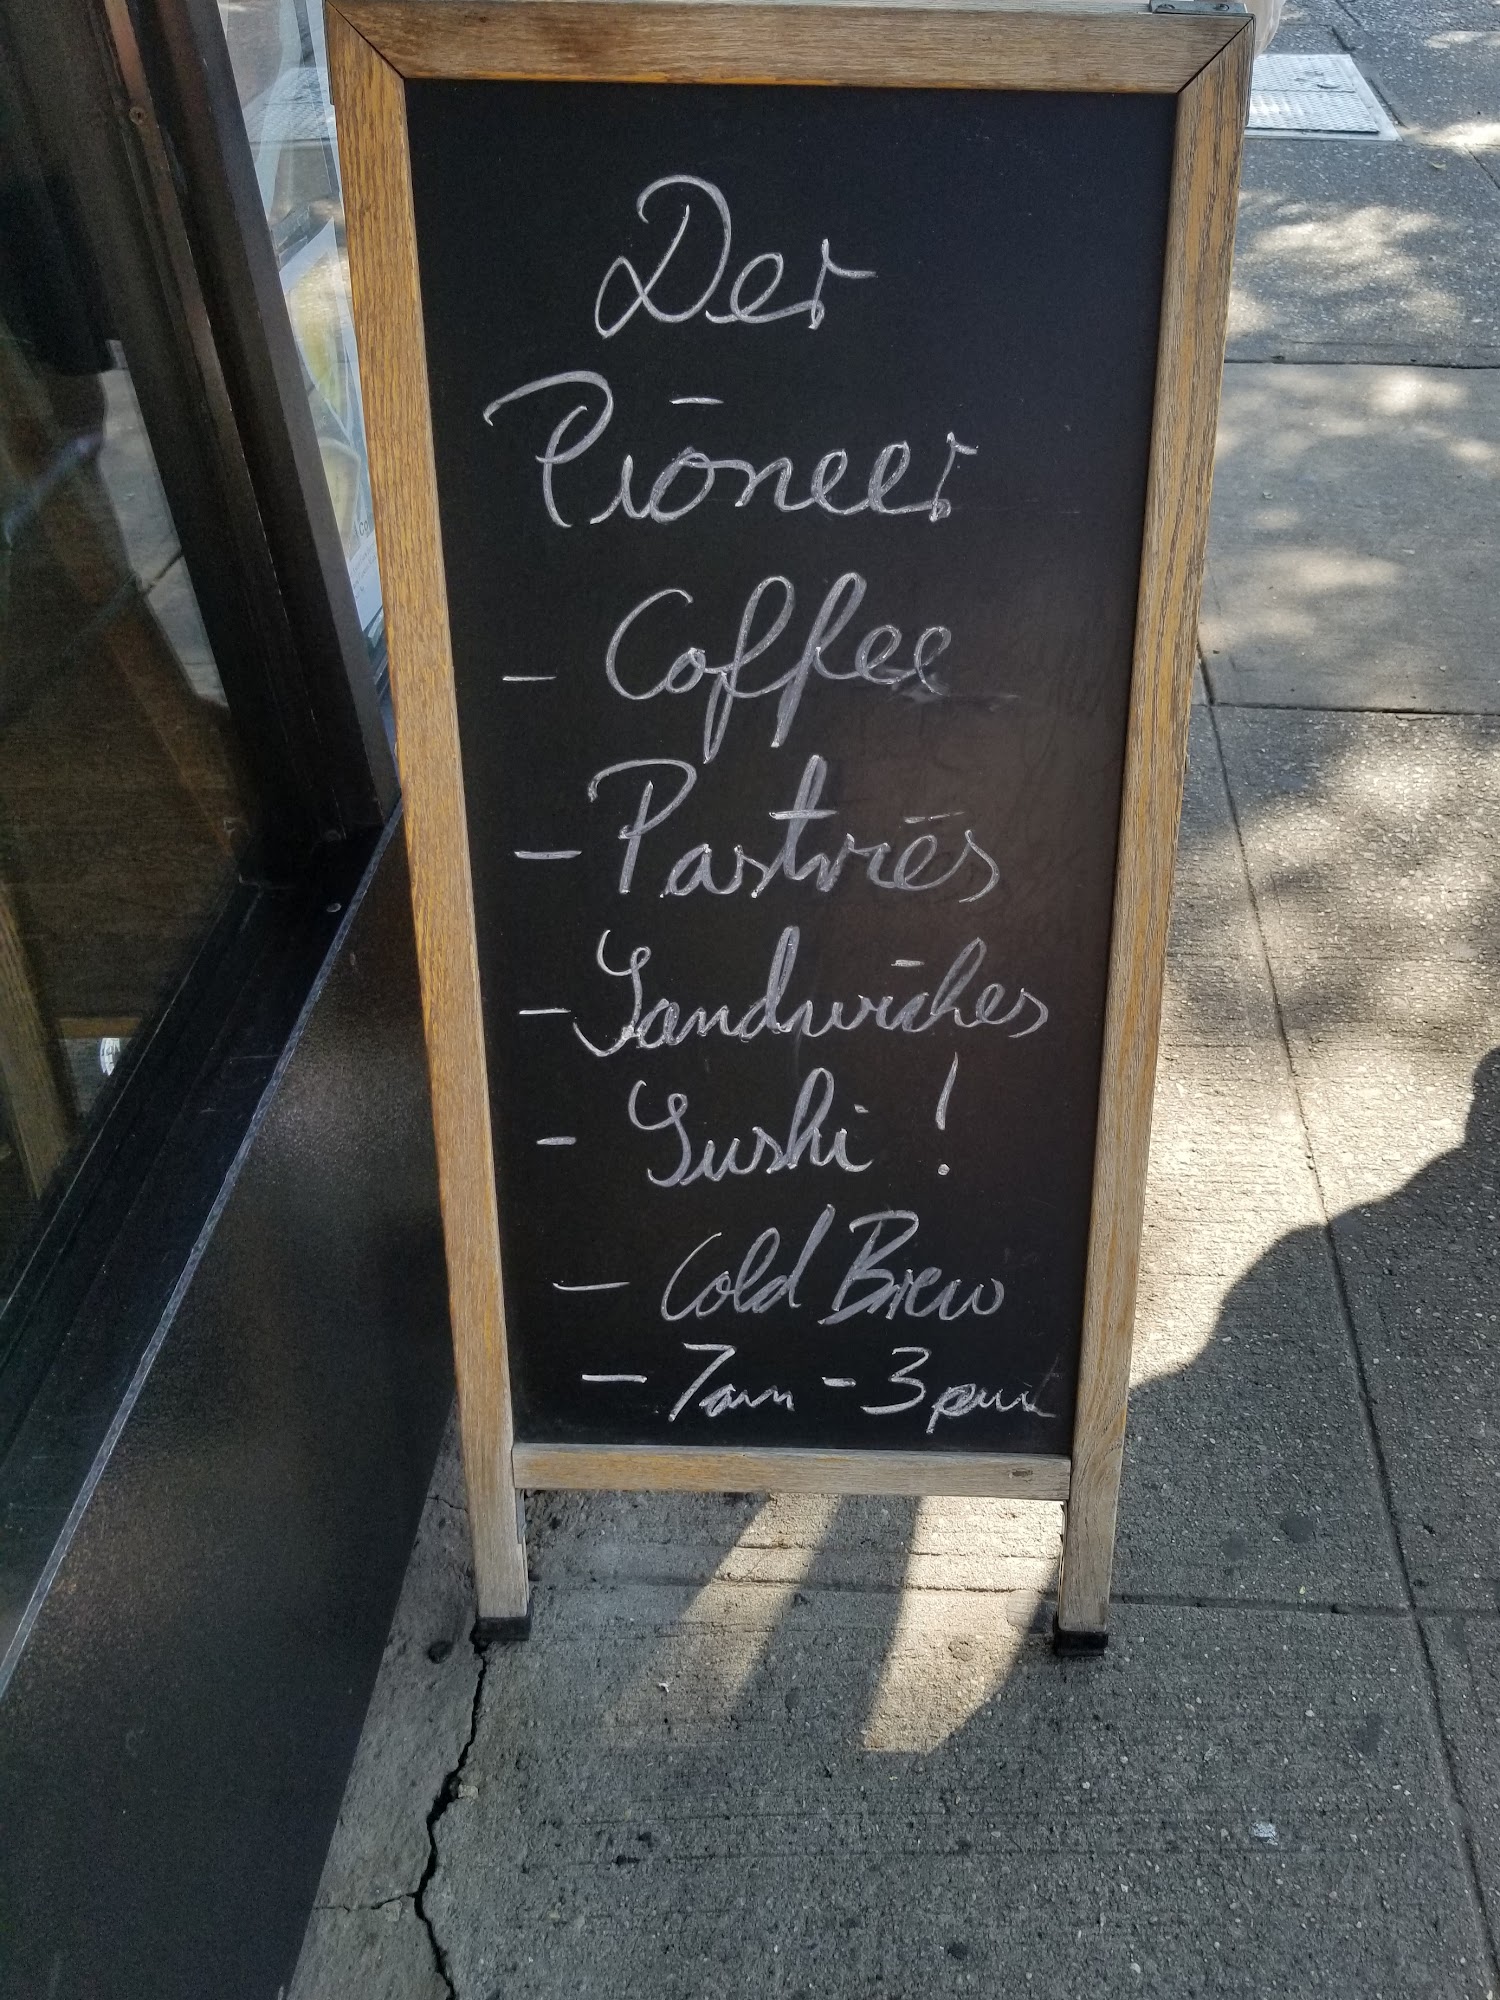 Der
Pioneer
- Coffee
- Pastries
- Sandwiches
- Sushi!
- Cold Brew
- 7am - 3pm